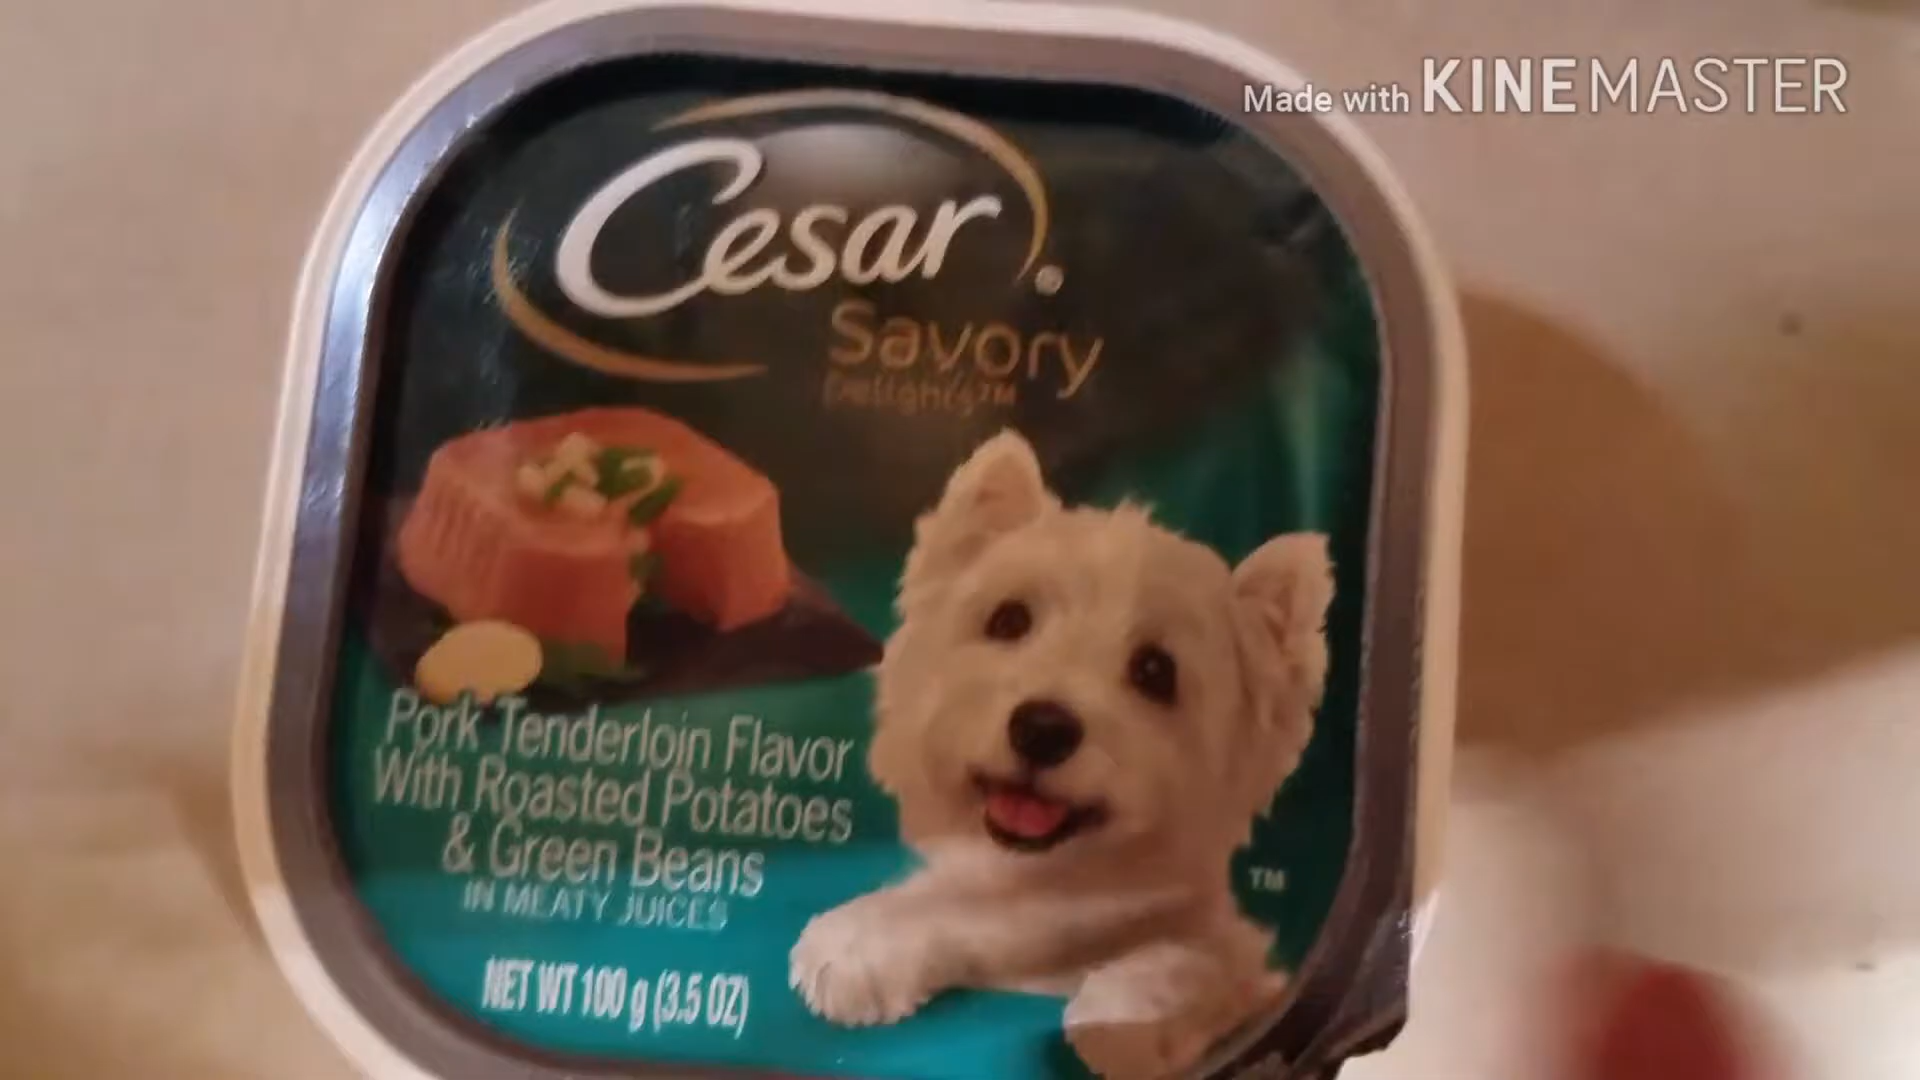 Made with KINEMASTER
Cesar®
Savory
Delights™
Pork Tenderloin Flavor
With Roasted Potatoes
& Green Beans
IN MEATY JUICES
TM
NET WT 100 g (3.5 OZ)